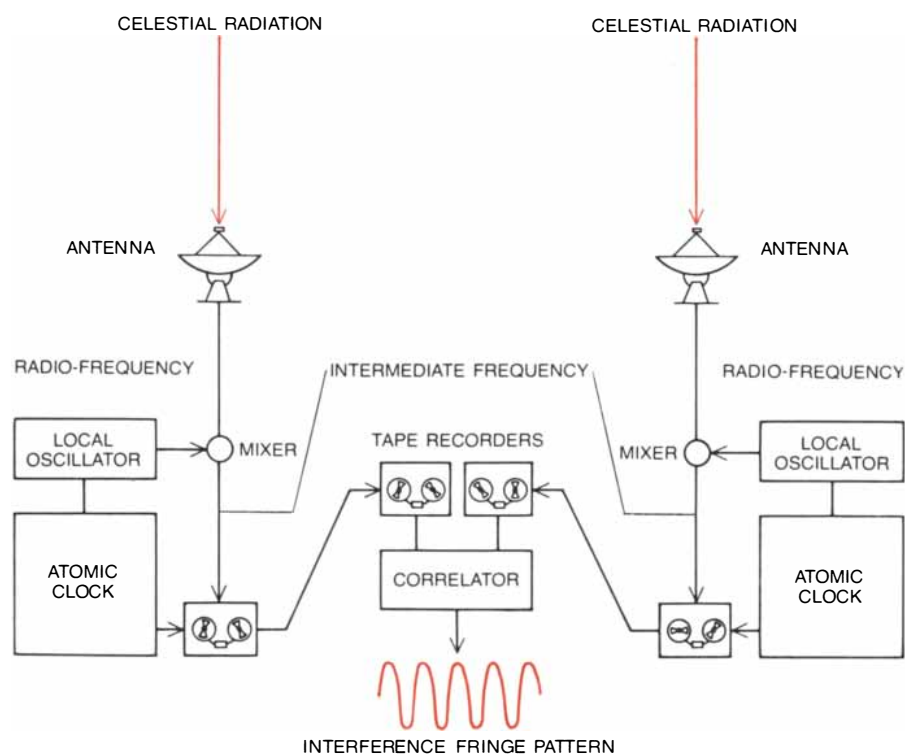 CELESTIAL RADIATION
CELESTIAL RADIATION
ANTENNA
ANTENNA
RADIO-FREQUENCY
INTERMEDIATE FREQUENCY
RADIO-FREQUENCY
LOCAL
OSCILLATOR
MIXER
TAPE RECORDERS
MIXER
LOCAL
OSCILLATOR
ATOMIC
CLOCK
CORRELATOR
ATOMIC
CLOCK
INTERFERENCE FRINGE PATTERN